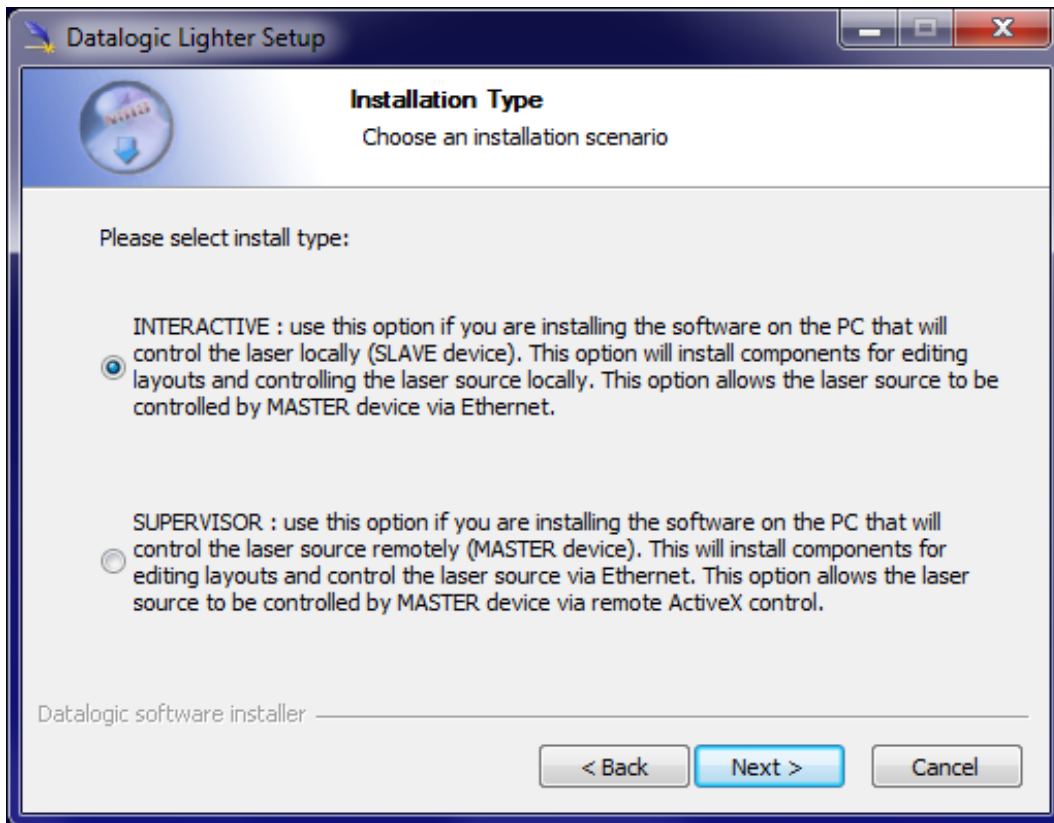 Datalogic Lighter Setup
Installation Type
Choose an installation scenario
Please select install type:
INTERACTIVE : use this option if you are installing the software on the PC that will
control the laser locally (SLAVE device). This option will install components for editing
layouts and controlling the laser source locally. This option allows the laser source to be
controlled by MASTER device via Ethernet.
SUPERVISOR : use this option if you are installing the software on the PC that will
control the laser source remotely (MASTER device). This will install components for
editing layouts and control the laser source via Ethernet. This option allows the laser
source to be controlled by MASTER device via remote ActiveX control.
Datalogic software installer
< Back Next > Cancel